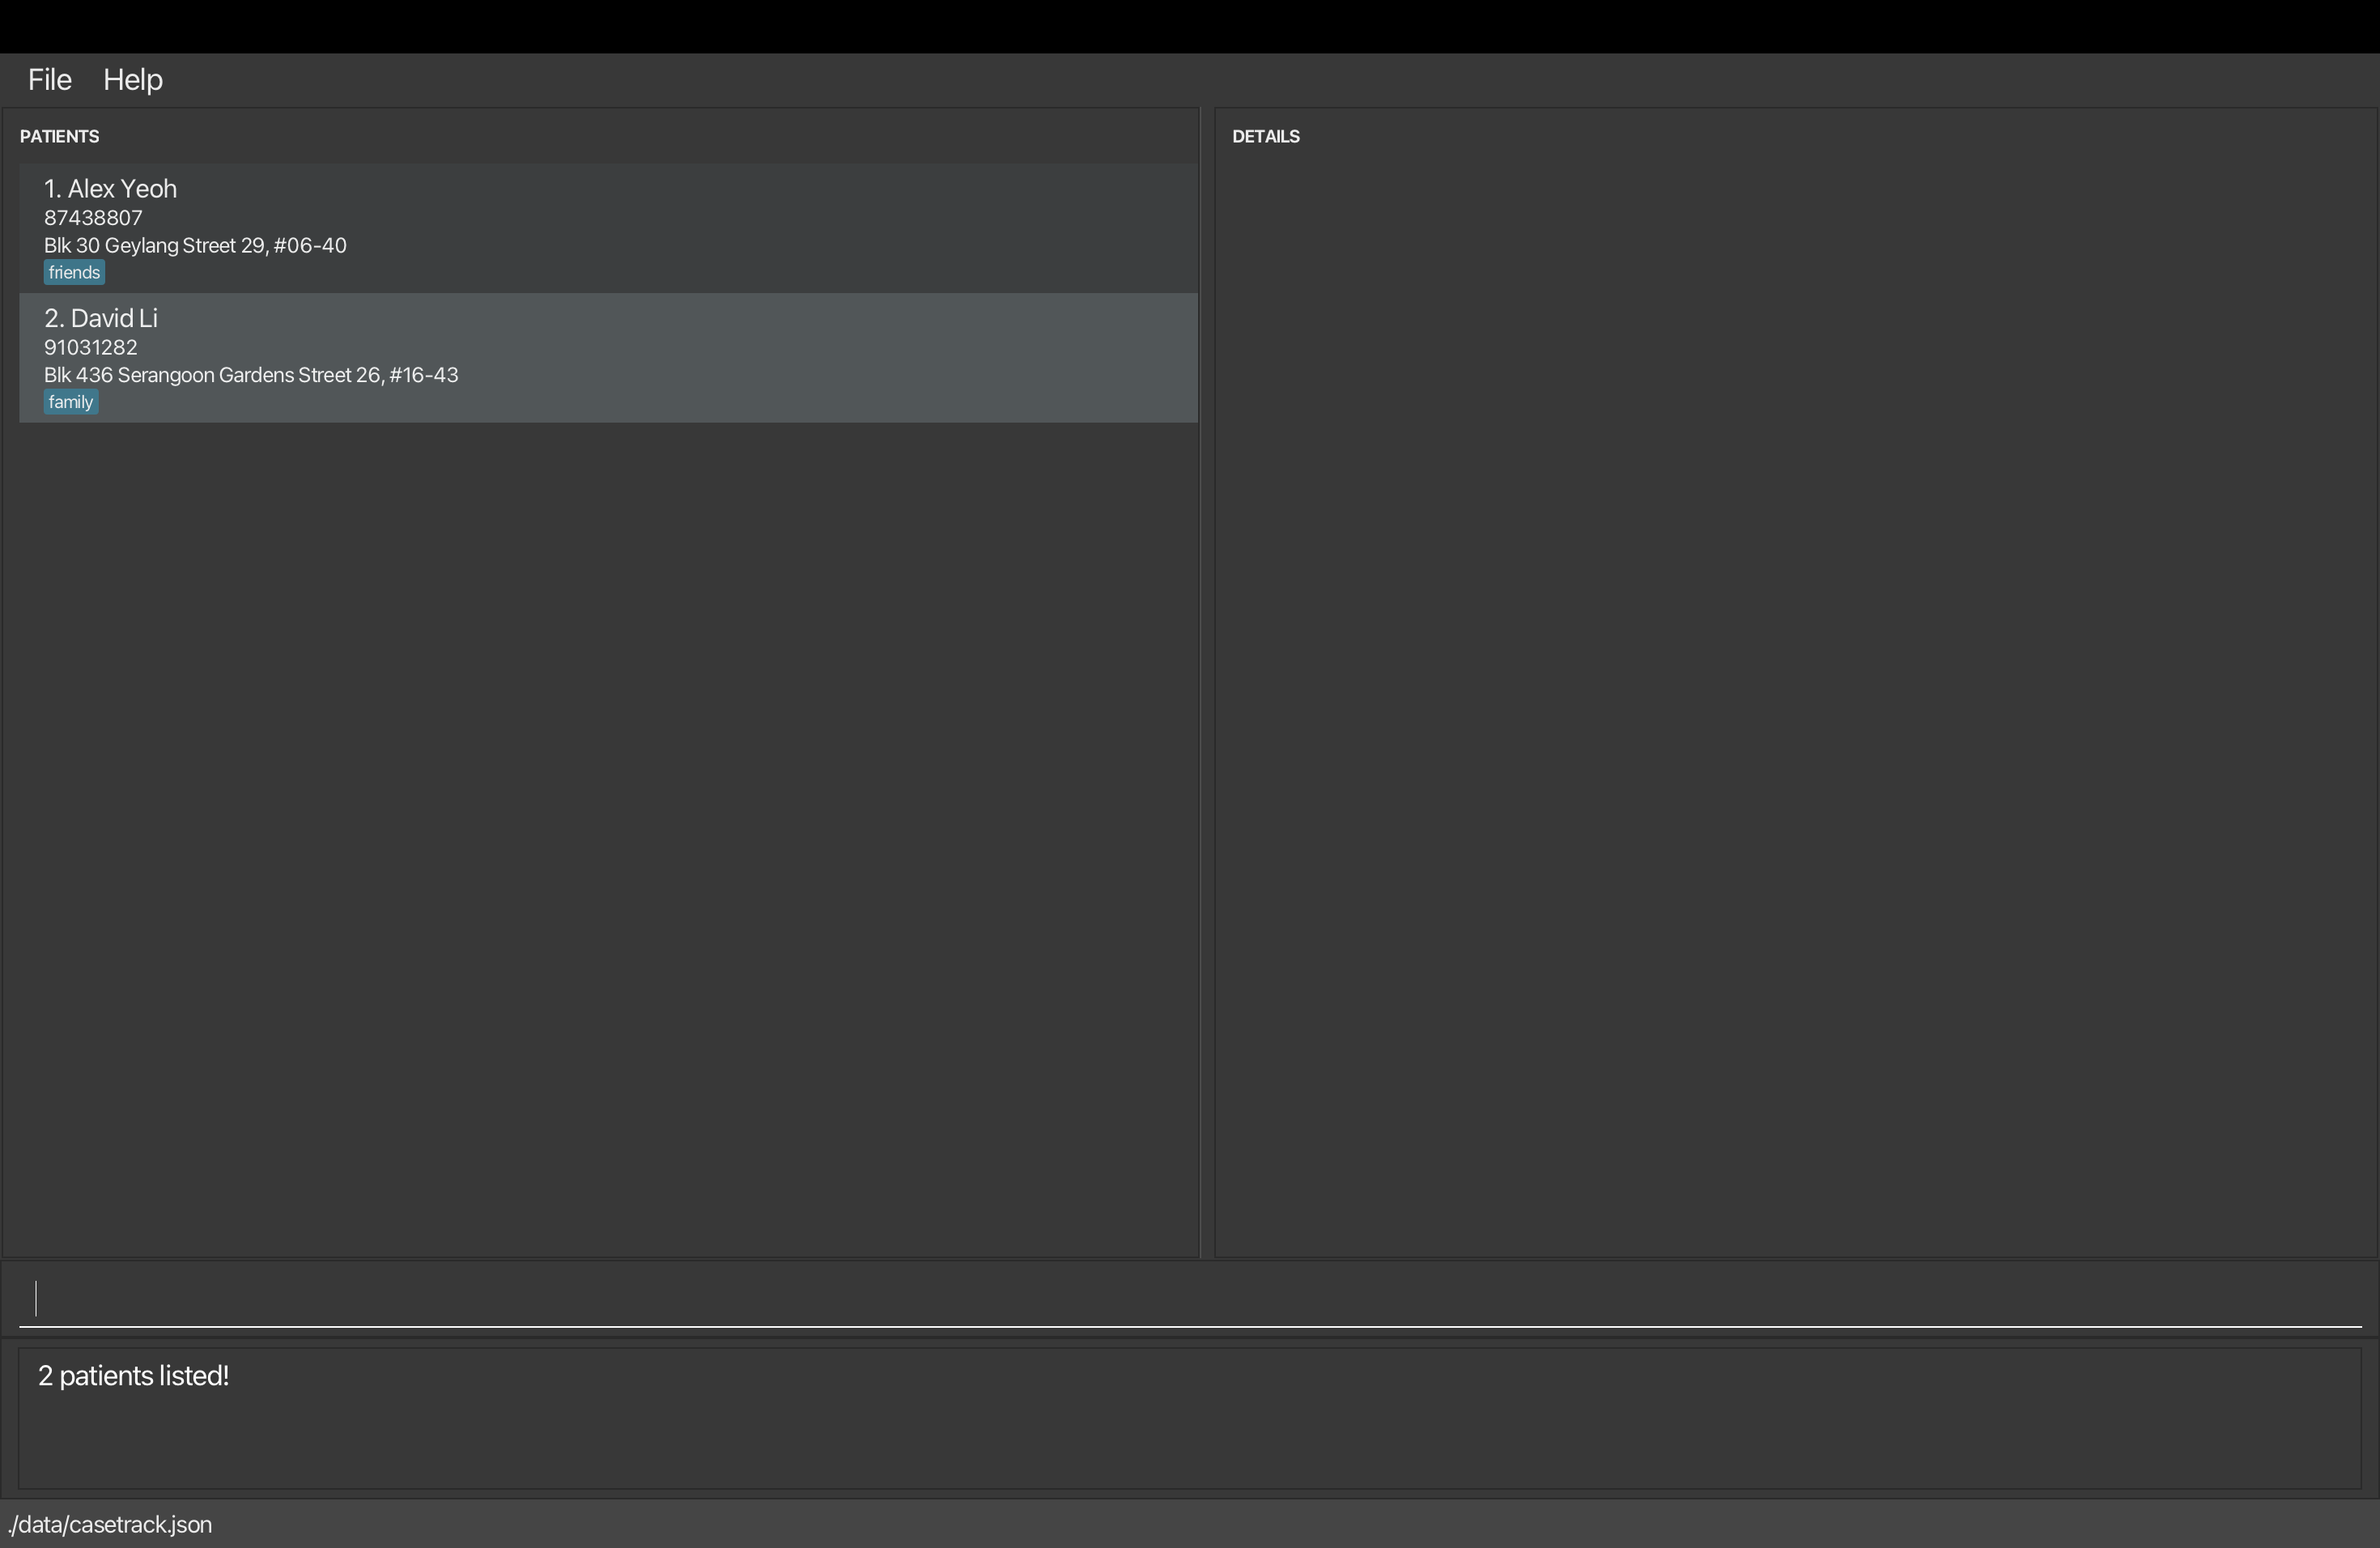 File Help
PATIENTS
1. Alex Yeoh
87438807
Blk 30 Geylang Street 29, #06-40
friends
2. David Li
91031282
Blk 436 Serangoon Gardens Street 26, #16-43
family
DETAILS
2 patients listed!
./data/casetrack.json